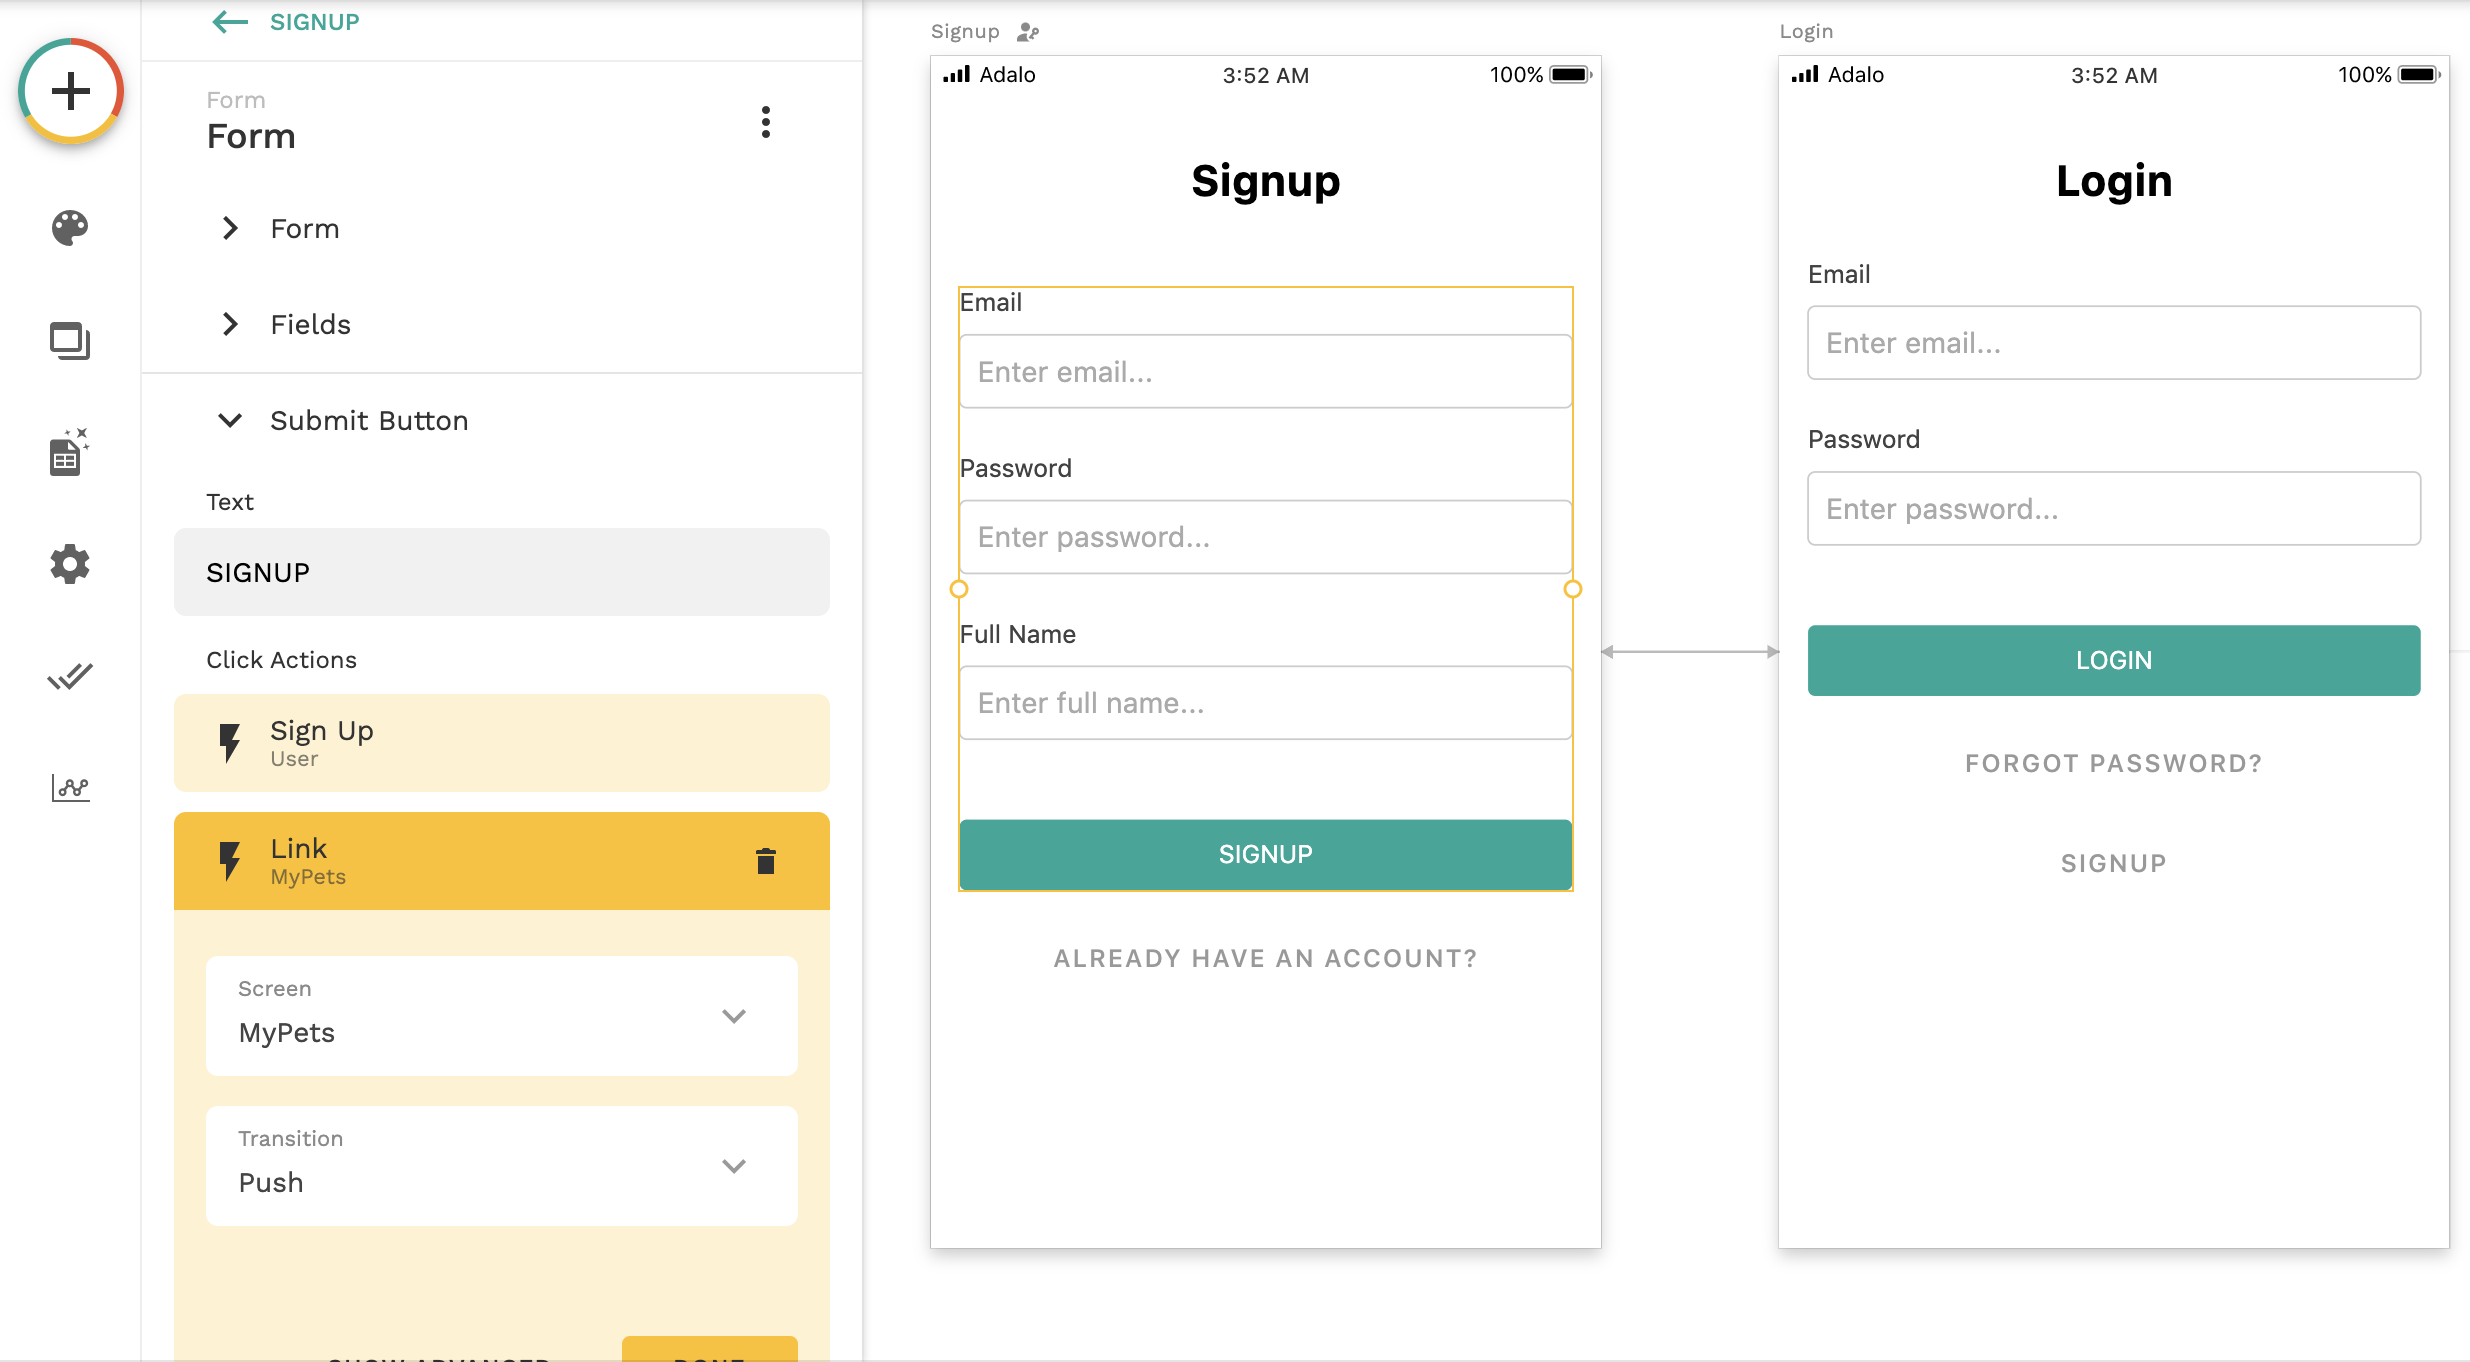 SIGNUP
Form
Form
Form
Fields
Submit Button
Text
SIGNUP
Click Actions
Sign Up
User
Link
MyPets
Screen
MyPets
Transition
Push
SHOW ADVANCED
DONE
Signup
Adalo
3:52 AM
100%
Signup
Email
Enter email...
Password
Enter password...
Full Name
Enter full name...
SIGNUP
ALREADY HAVE AN ACCOUNT?
Login
Adalo
3:52 AM
100%
Login
Email
Enter email...
Password
Enter password...
LOGIN
FORGOT PASSWORD?
SIGNUP